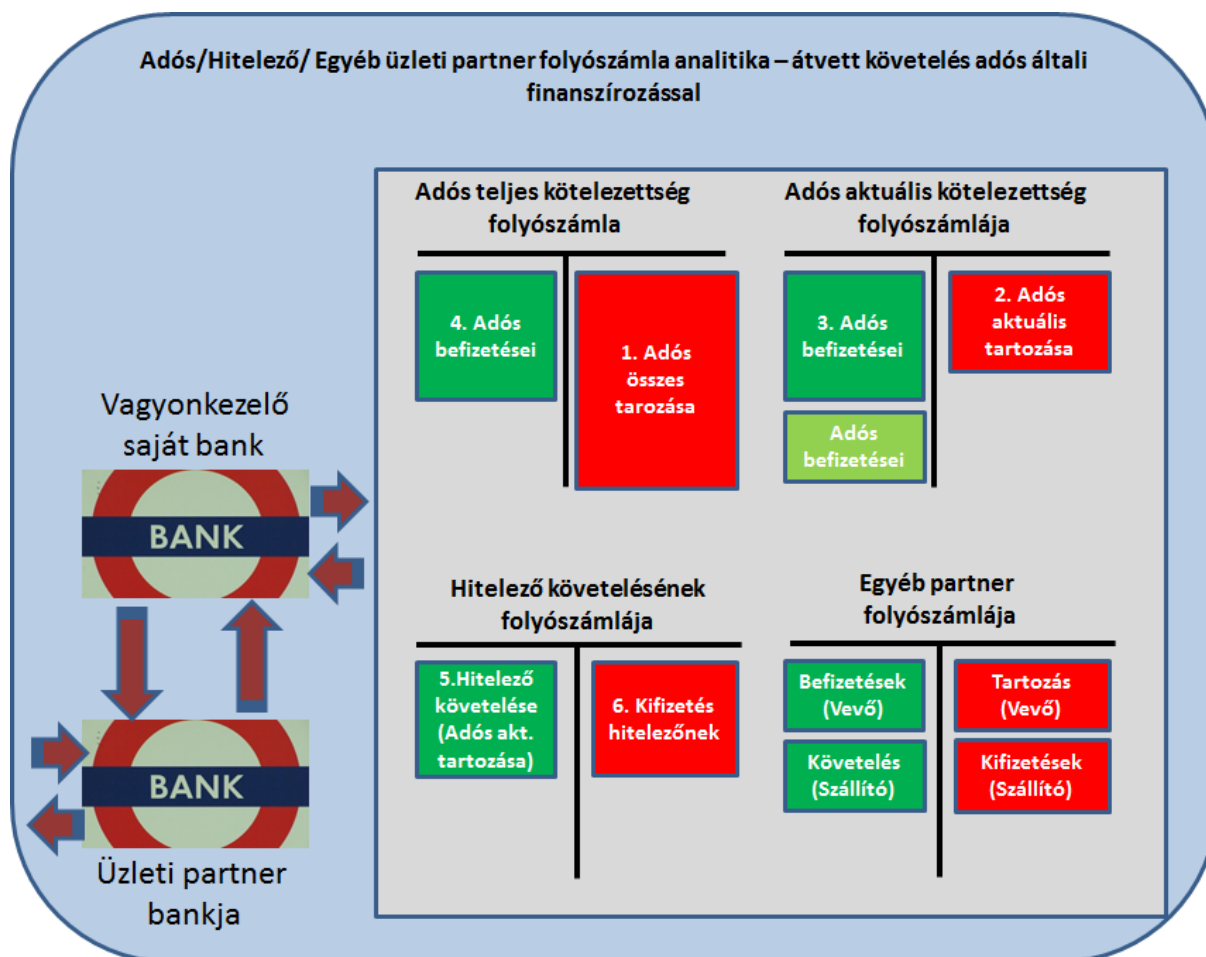 Adós/Hitelező/ Egyéb üzleti partner folyószámla analitika – átvett követelés adós általi
finanszírozással
Adós teljes kötelezettség
folyószámla
4. Adós
befizetései
1. Adós
összes
tarozása
Adós aktuális kötelezettség
folyószámlája
3. Adós
befizetései
2. Adós
aktuális
tartozása
Adós
befizetései
Vagyonkezelő
saját bank
BANK
BANK
Üzleti partner
bankja
Hitelező követelésének
folyószámlája
5.Hitelező
követelése
(Adós akt.
tartozása)
6. Kifizetés
hitelezőnek
Egyéb partner
folyószámlája
Befizetések
(Vevő)
Tartozás
(Vevő)
Követelés
(Szállító)
Kifizetések
(Szállító)